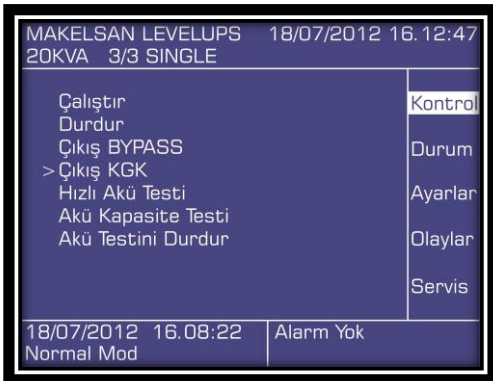 MAKELSAN LEVELUPS 18/07/2012 16.12:47
20KVA 3/3 SINGLE
Çalıştır
Durdur
Çıkış BYPASS
>Çıkış KGK
Hızlı Akü Testi
Akü Kapasite Testi
Akü Testini Durdur
Kontrol
Durum
Ayarlar
Olaylar
Servis
18/07/2012 16.08:22
Normal Mod
Alarm Yok